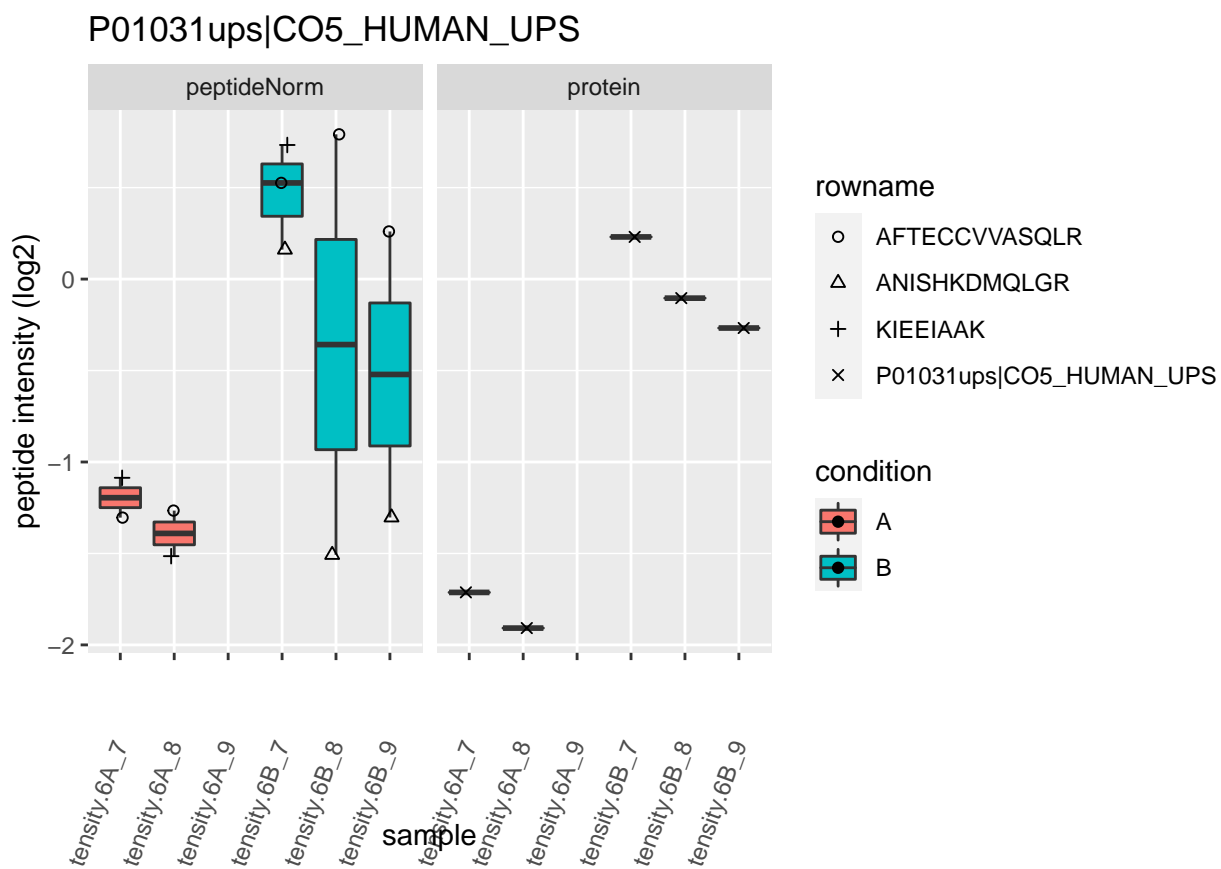 P01031ups|CO5_HUMAN_UPS
peptideNorm
protein
peptide intensity (log2)
0
−1
−2
tensity.6A_7
tensity.6A_8
tensity.6A_9
tensity.6B_7
tensity.6B_8
tensity.6B_9
tensity.6A_7
tensity.6A_8
tensity.6A_9
tensity.6B_7
tensity.6B_8
tensity.6B_9
sample
rowname
AFTECCVVASQLR
ANISHKDMQLGR
KIEEIAAK
P01031ups|CO5_HUMAN_UPS
condition
A
B